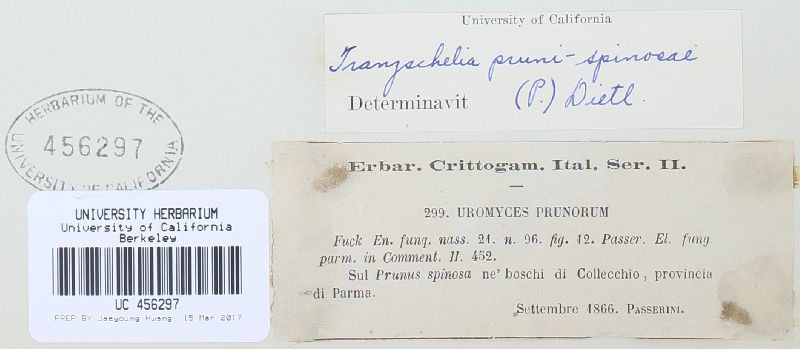 University of California
Tranzschelia pruni-spinosae
Determinavit (P.) Dietl.
HERBARIUM OF THE
456297
UNIVERSITY OF CALIFORNIA
Erbar. Crittogam. Ital. Ser. II.
299. UROMYCES PRUNORUM
Fuck En. fung. nass. 21. n. 96. fig. 12. Passer. El. fung
parm. in Comment. II. 452.
Sul Prunus spinosa ne' boschi di Collecchio, provincia
di Parma.
Settembre 1866. PASSERINI.
UNIVERSITY HERBARIUM
University of California
Berkeley
UC 456297
PREP BY Jaeyoung Hwang 15 Mar 2017